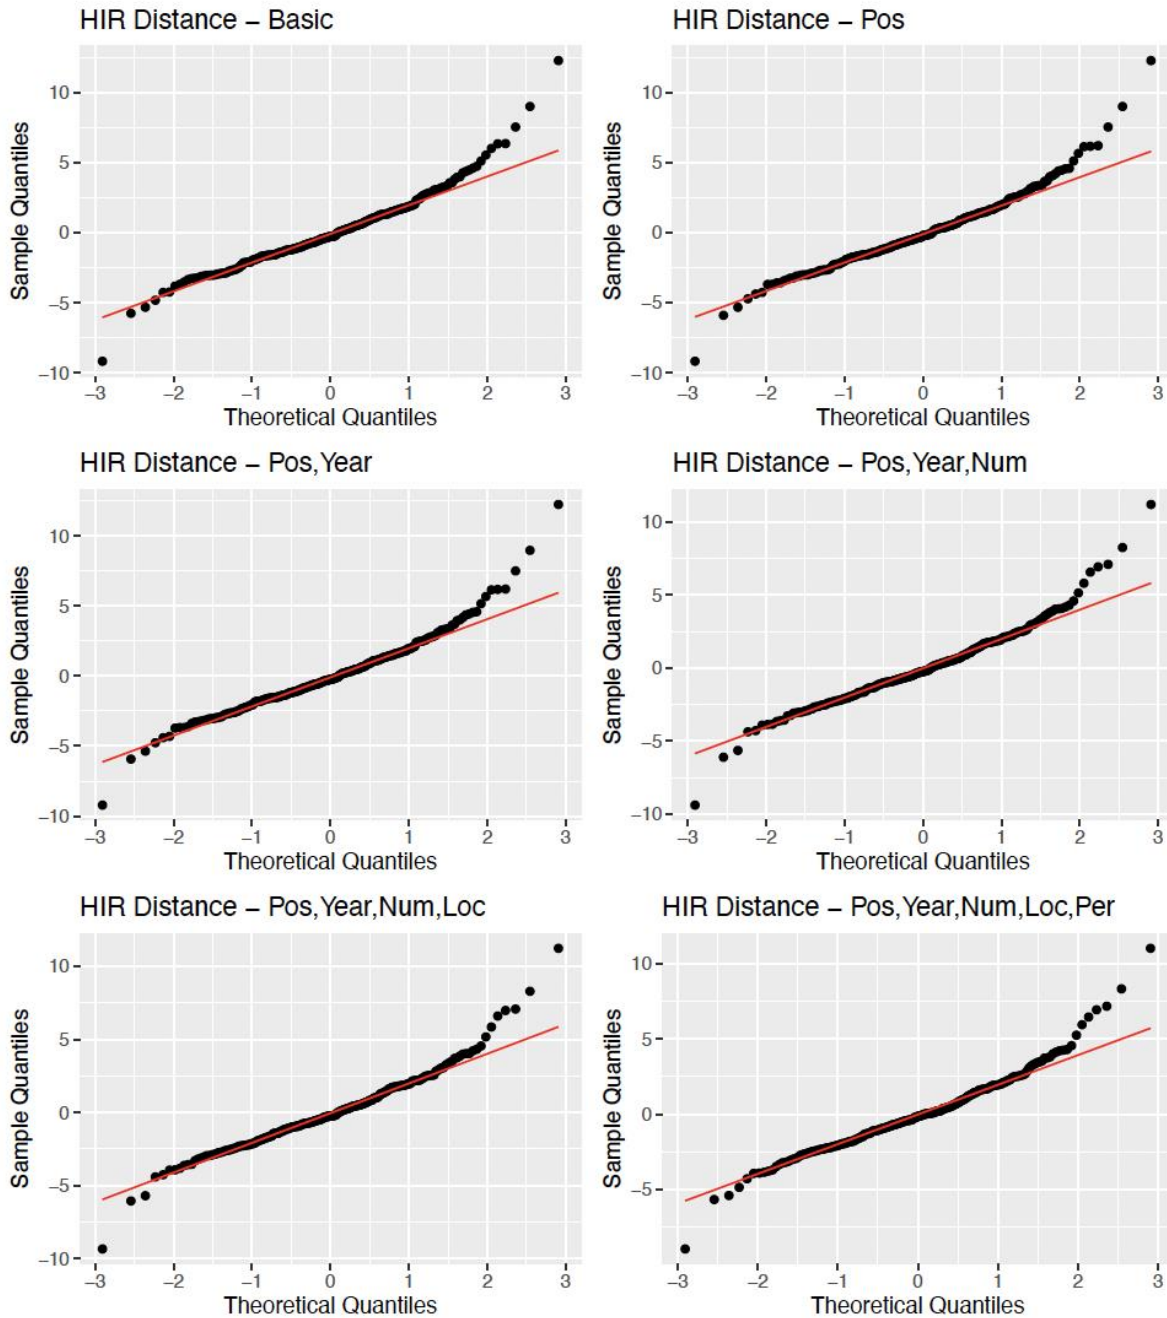 HIR Distance – Basic
Sample Quantiles
10
5
0
−5
−10
−3 −2 −1 0 1 2 3
Theoretical Quantiles
HIR Distance – Pos
Sample Quantiles
10
5
0
−5
−10
−3 −2 −1 0 1 2 3
Theoretical Quantiles
HIR Distance – Pos,Year
Sample Quantiles
10
5
0
−5
−10
−3 −2 −1 0 1 2 3
Theoretical Quantiles
HIR Distance – Pos,Year,Num
Sample Quantiles
10
5
0
−5
−10
−3 −2 −1 0 1 2 3
Theoretical Quantiles
HIR Distance – Pos,Year,Num,Loc
Sample Quantiles
10
5
0
−5
−10
−3 −2 −1 0 1 2 3
Theoretical Quantiles
HIR Distance – Pos,Year,Num,Loc,Per
Sample Quantiles
10
5
0
−5
−3 −2 −1 0 1 2 3
Theoretical Quantiles